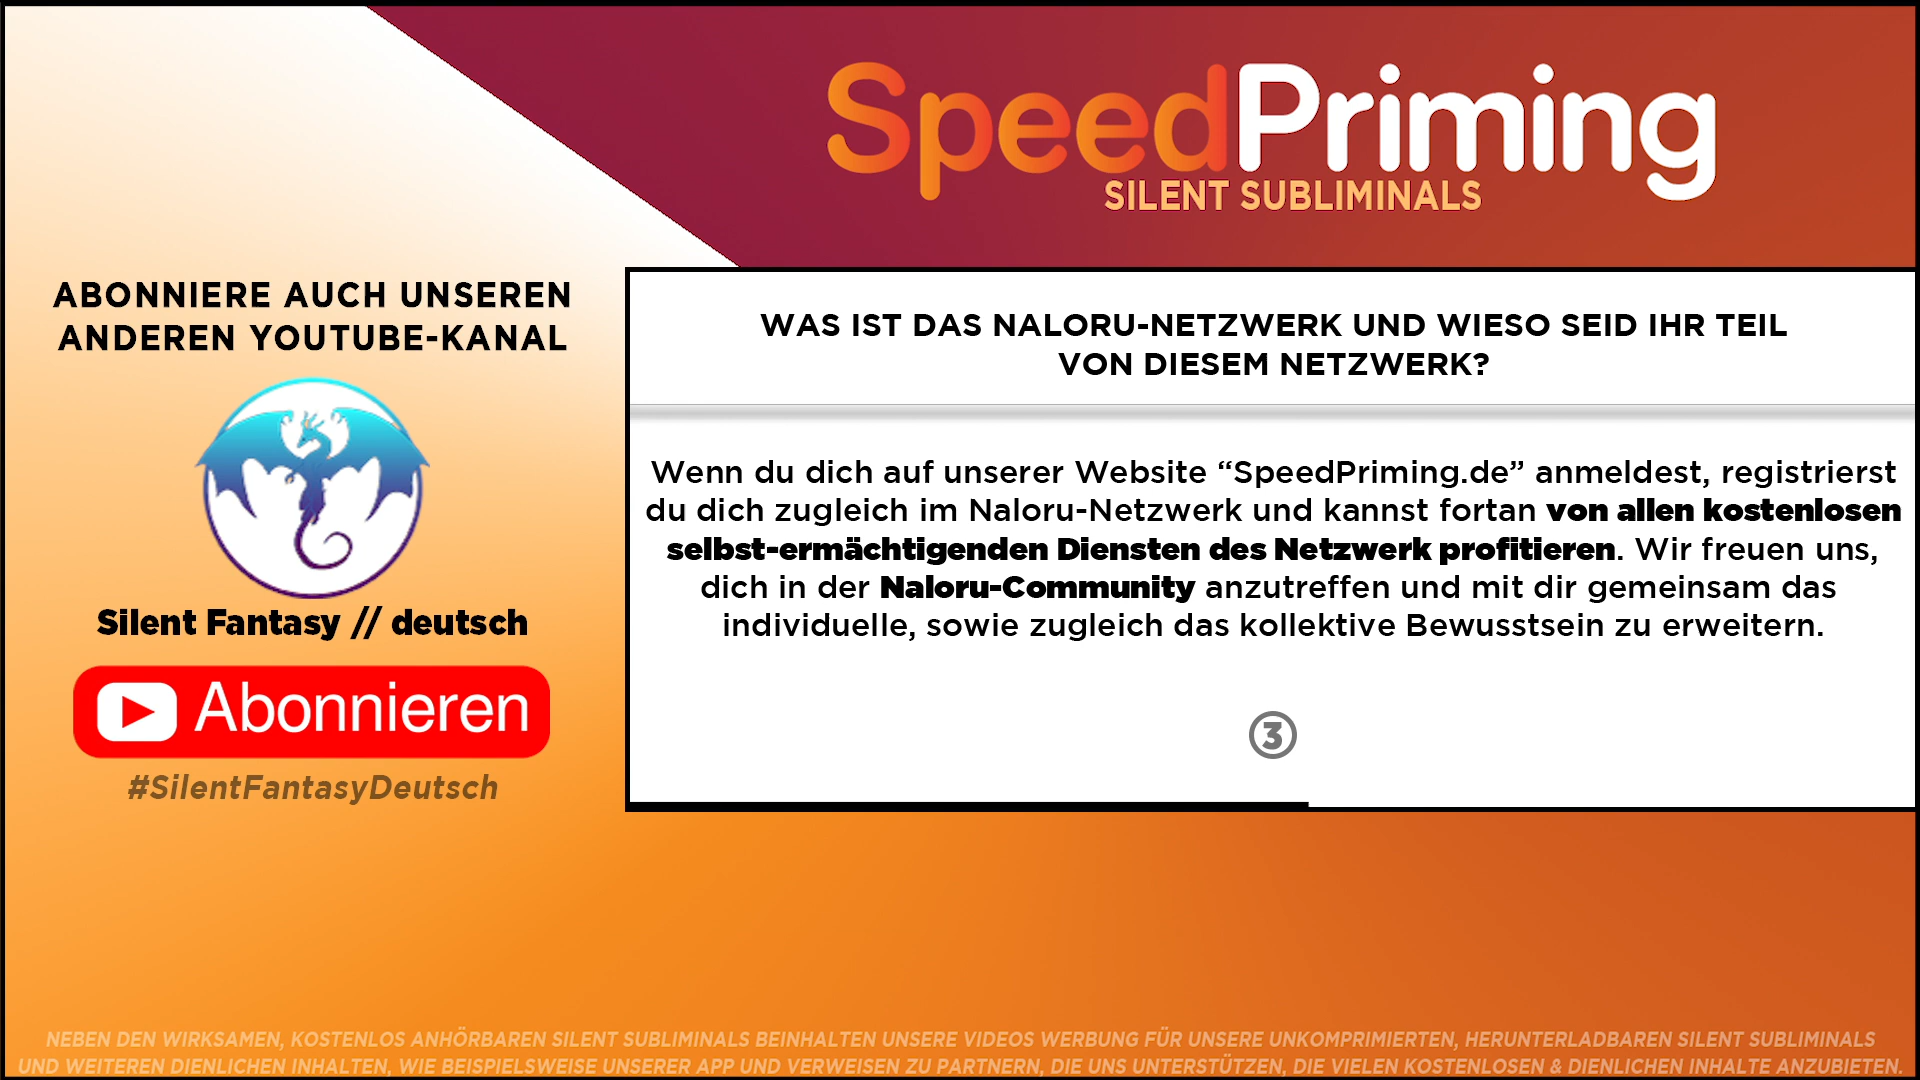 SpeedPriming
SILENT SUBLIMINALS
ABONNIERE AUCH UNSEREN
ANDEREN YOUTUBE-KANAL
Silent Fantasy // deutsch
Abonnieren
#SilentFantasyDeutsch
WAS IST DAS NALORU-NETZWERK UND WIESO SEID IHR TEIL
VON DIESEM NETZWERK?
Wenn du dich auf unserer Website “SpeedPriming.de” anmeldest, registrierst
du dich zugleich im Naloru-Netzwerk und kannst fortan von allen kostenlosen
selbst-ermächtigenden Diensten des Netzwerk profitieren. Wir freuen uns,
dich in der Naloru-Community anzutreffen und mit dir gemeinsam das
individuelle, sowie zugleich das kollektive Bewusstsein zu erweitern.
3
NEBEN DEN WIRKSAMEN, KOSTENLOS ANHÖRBAREN SILENT SUBLIMINALS BEINHALTEN UNSERE VIDEOS WERBUNG FÜR UNSERE UNKOMPRIMIERTEN, HERUNTERLADBAREN SILENT SUBLIMINALS
UND WEITEREN DIENLICHEN INHALTEN, WIE BEISPIELSWEISE UNSERER APP UND VERWEISEN ZU PARTNERN, DIE UNS UNTERSTÜTZEN, DIE VIELEN KOSTENLOSEN & DIENLICHEN INHALTE ANZUBIETEN.